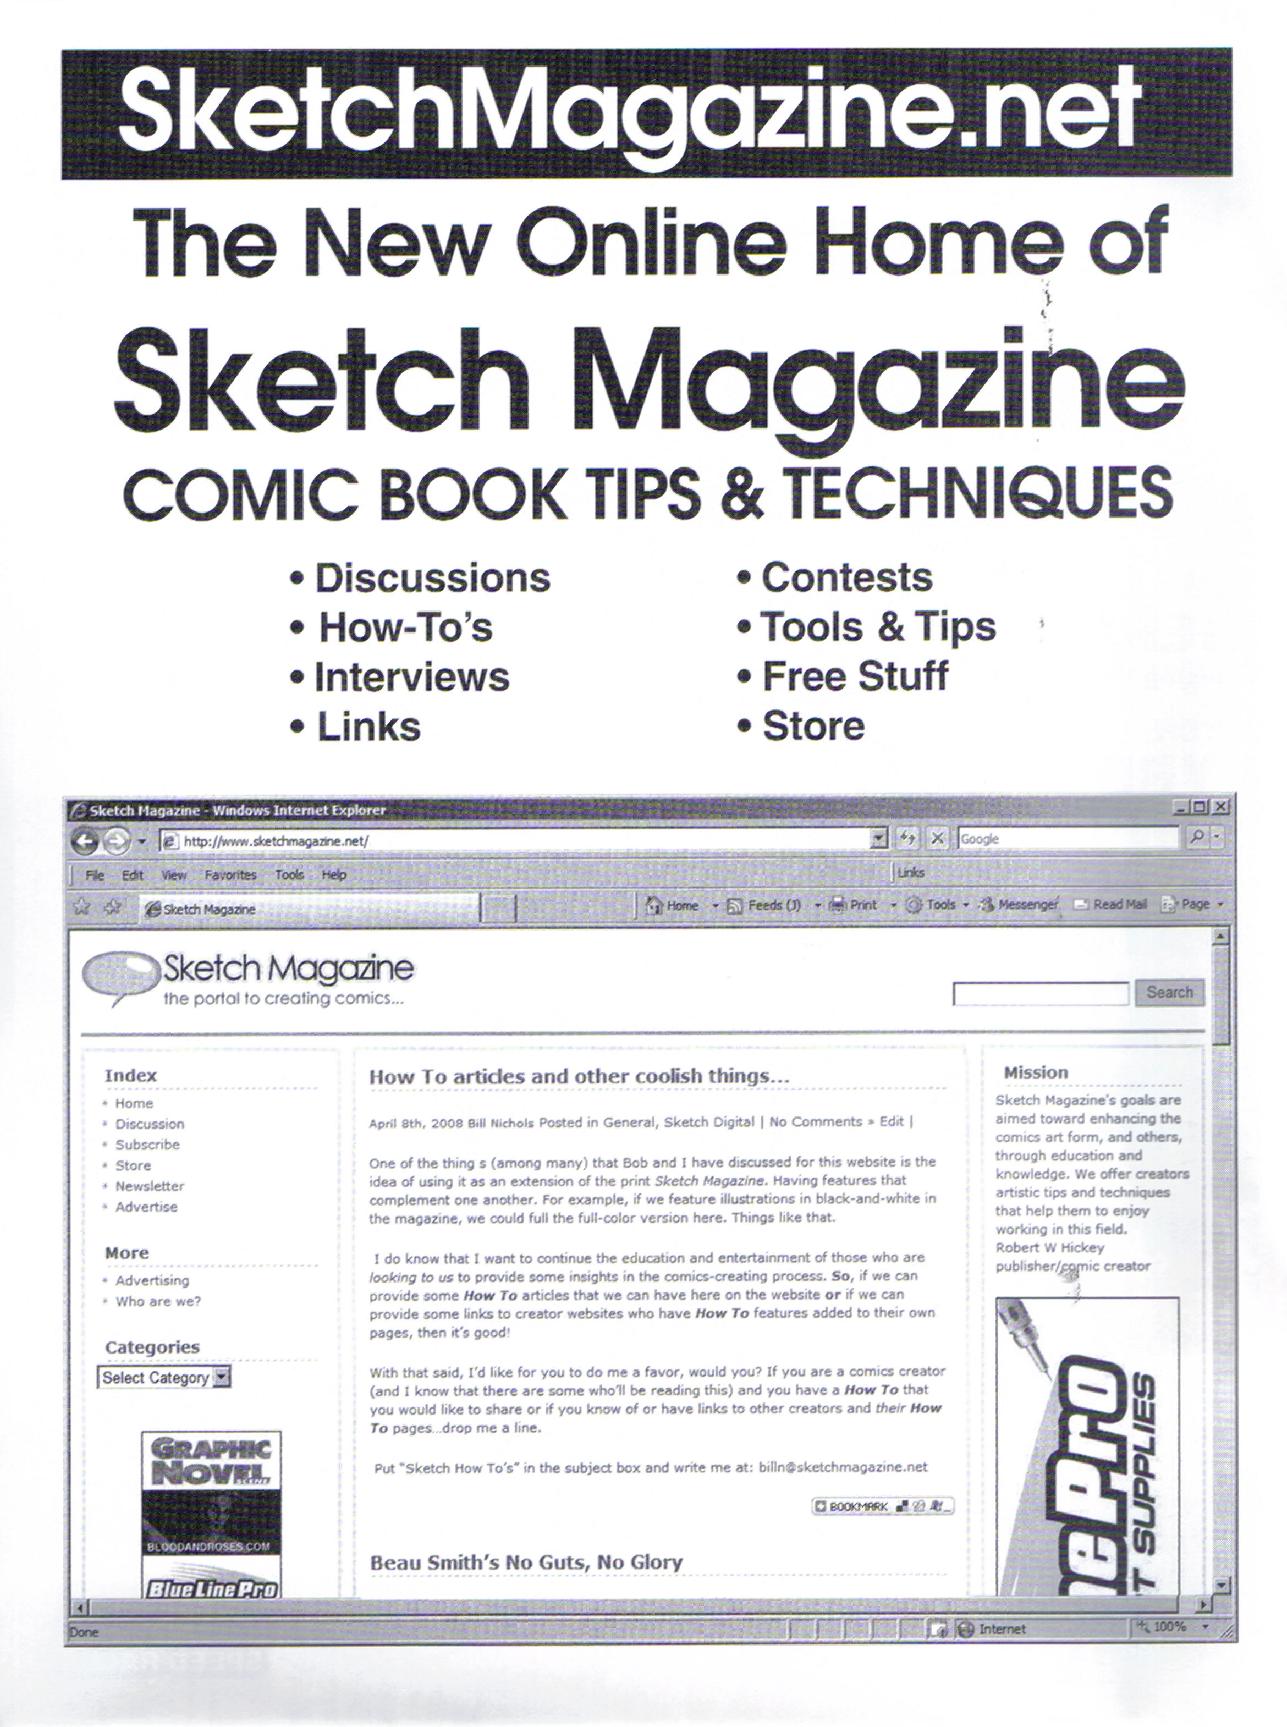 SketchMagazine.net
The New Online Home of
Sketch Magazine
COMIC BOOK TIPS & TECHNIQUES
• Discussions
• How-To's
• Interviews
• Links
• Contests
• Tools & Tips
• Free Stuff
• Store
Sketch Magazine - Windows Internet Explorer
http://www.sketchmagazine.net/
Google
File Edit View Favorites Tools Help
Links
Sketch Magazine
Home Feeds (J) Print Tools Messenger Read Mail Page
Sketch Magazine
the portal to creating comics...
Search
Index
Home
Discussion
Subscribe
Store
Newsletter
Advertise
More
Advertising
Who are we?
Categories
Select Category
GRAPHIC
NOVEL
SCENE
BLOODANDROSES.COM
BlueLinePro
How To articles and other coolish things...
April 8th, 2008 Bill Nichols Posted in General, Sketch Digital | No Comments » Edit |
One of the thing s (among many) that Bob and I have discussed for this website is the
idea of using it as an extension of the print Sketch Magazine. Having features that
complement one another. For example, if we feature illustrations in black-and-white in
the magazine, we could full the full-color version here. Things like that.
I do know that I want to continue the education and entertainment of those who are
looking to us to provide some insights in the comics-creating process. So, if we can
provide some How To articles that we can have here on the website or if we can
provide some links to creator websites who have How To features added to their own
pages, then it's good!
With that said, I'd like for you to do me a favor, would you? If you are a comics creator
(and I know that there are some who'll be reading this) and you have a How To that
you would like to share or if you know of or have links to other creators and their How
To pages...drop me a line.
Put "Sketch How To's" in the subject box and write me at: billn@sketchmagazine.net
BOOKMARK
Beau Smith's No Guts, No Glory
Mission
Sketch Magazine's goals are
aimed toward enhancing the
comics art form, and others,
through education and
knowledge. We offer creators
artistic tips and techniques
that help them to enjoy
working in this field.
Robert W Hickey
publisher/comic creator
nePro
T SUPPLIES
Done
Internet
100%